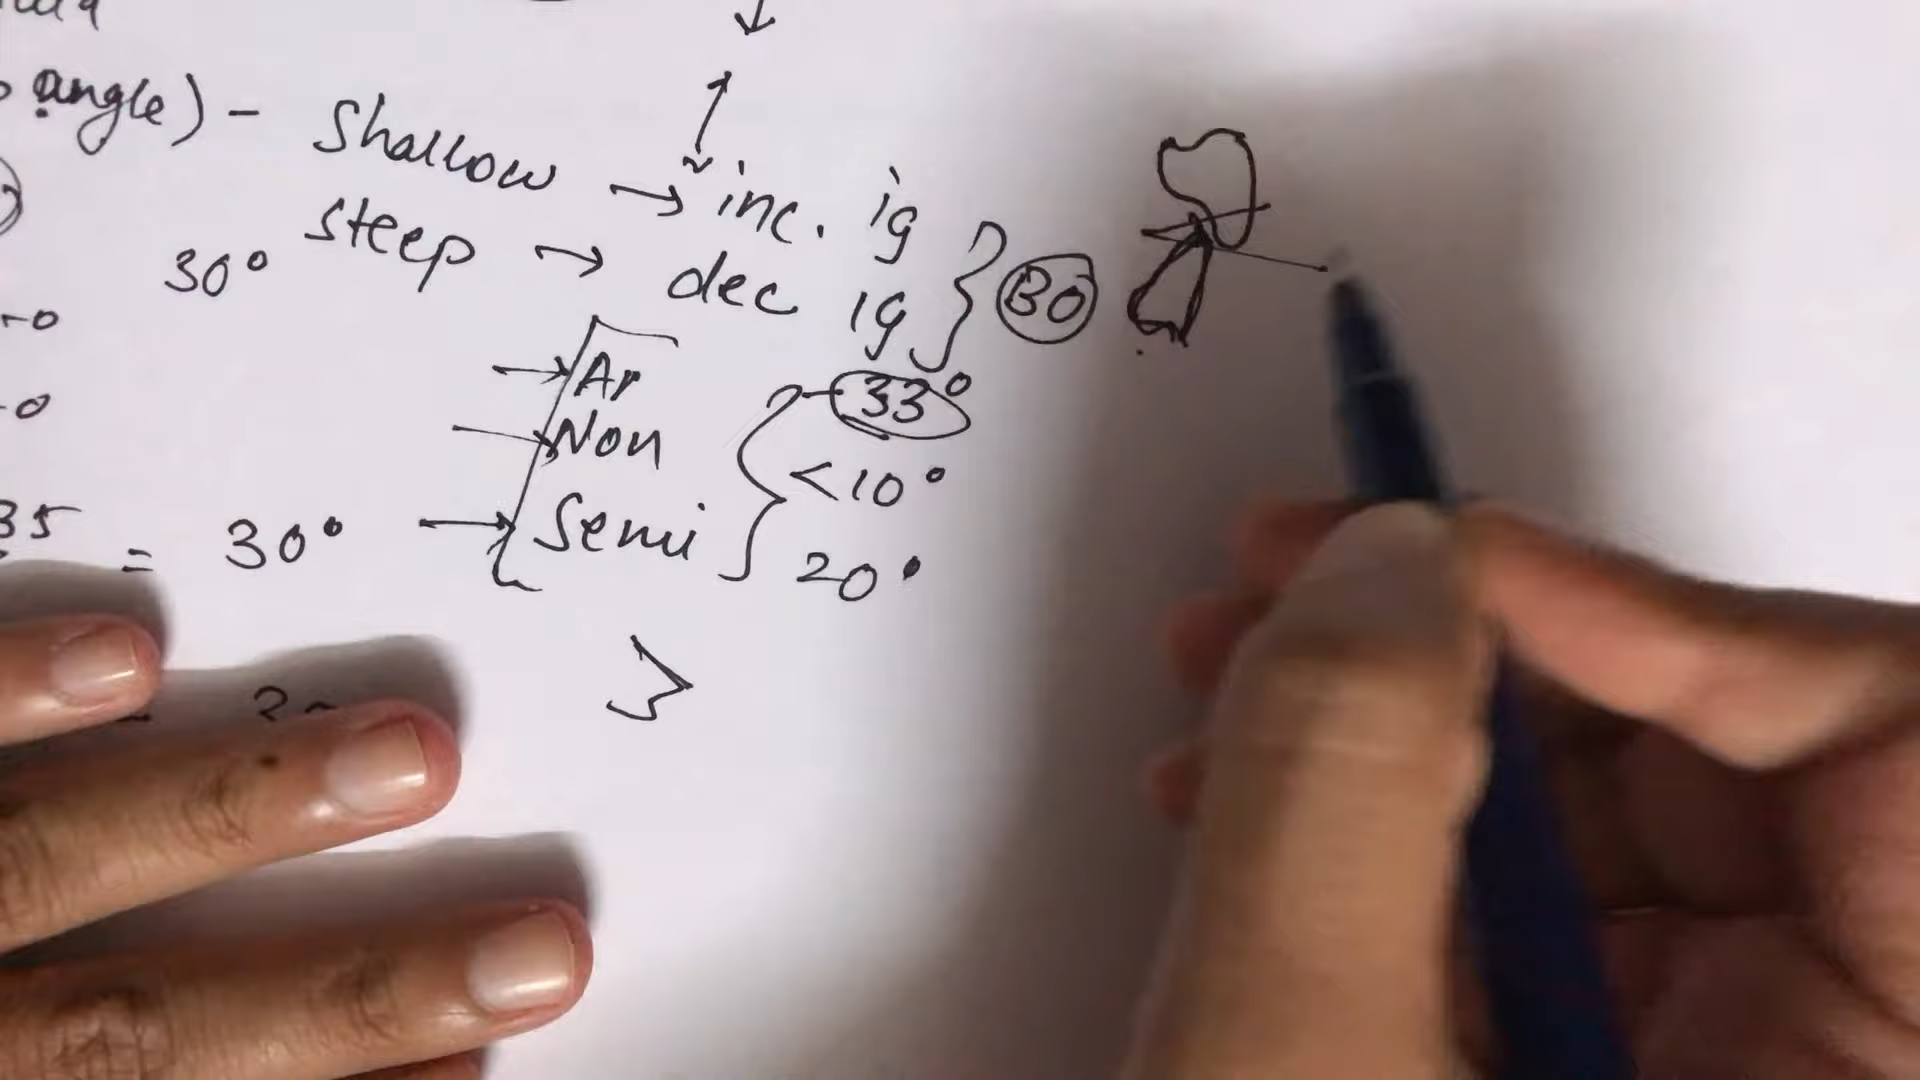 angle) - Shallow → inc. ig
30° steep → dec ig } 30
Ar 33°
Non <10°
35 = 30° → Semi 20°